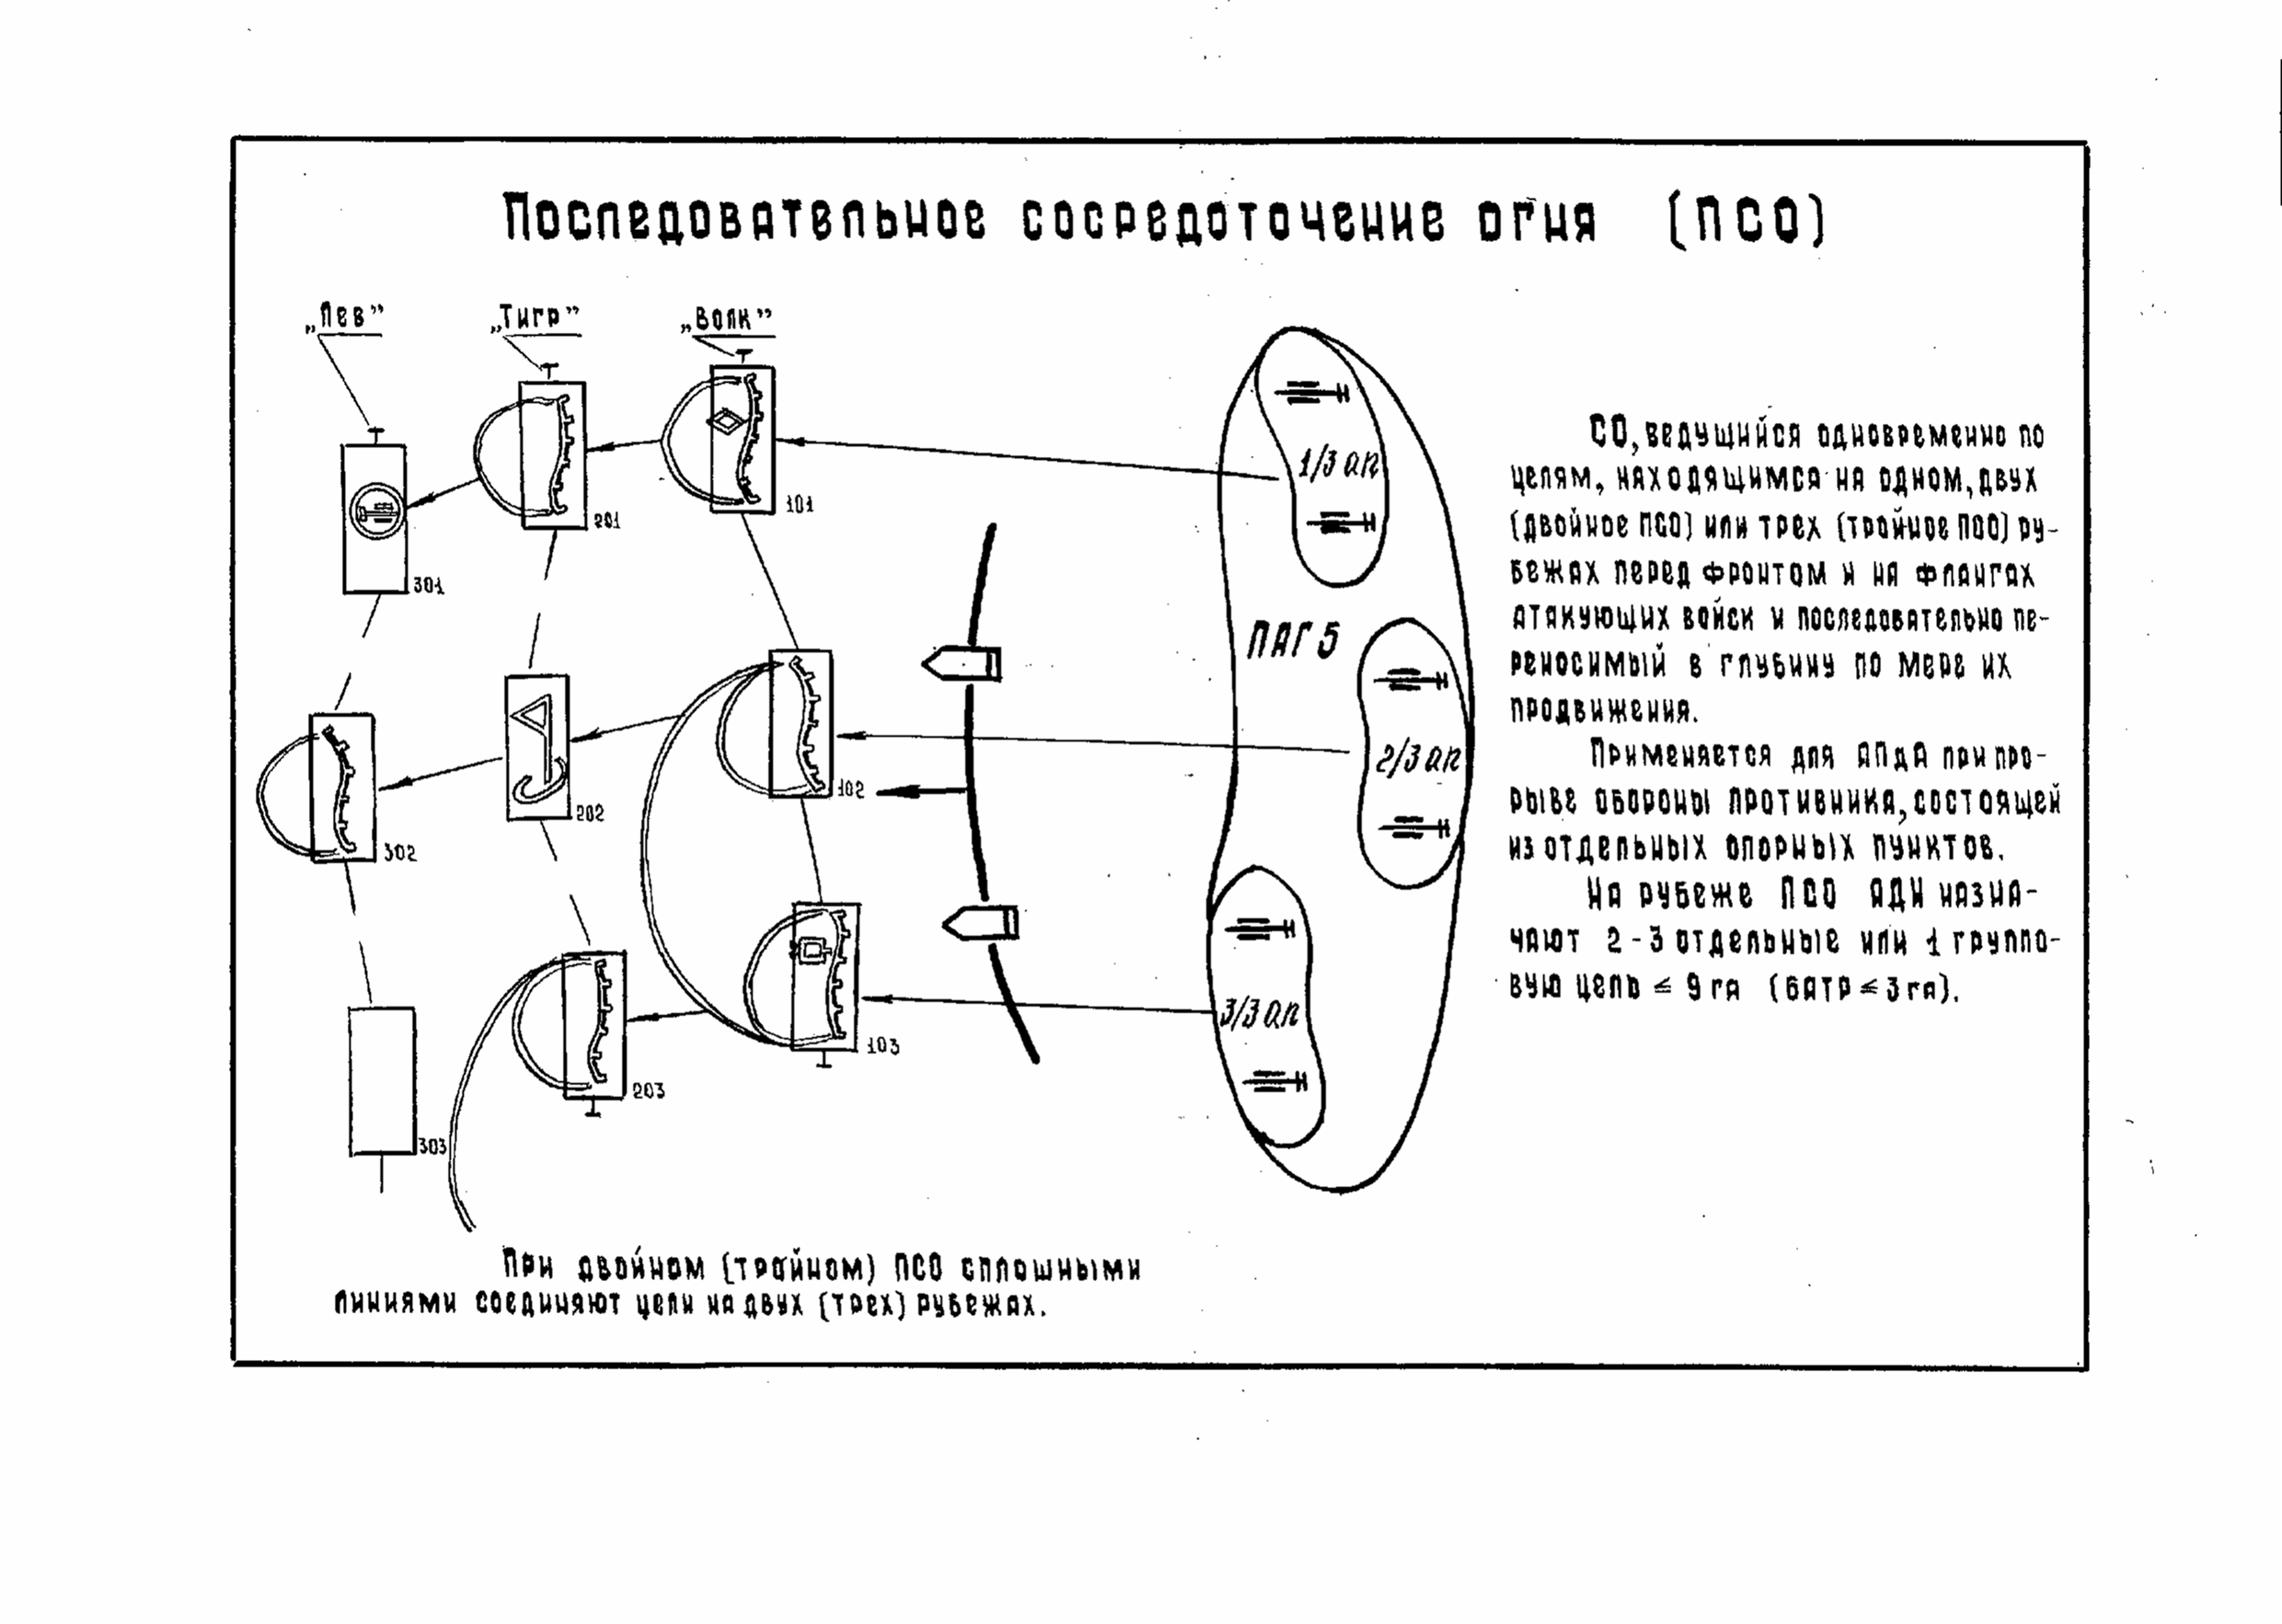 Последовательное сосредоточение огня (ПСО)
„Лев” „Тигр” „Волк”
101
201
301
102
202
302
103
203
303
1/3 ап
ПАГ 5
2/3 ап
3/3 ап
СО, ведущийся одновременно по
целям, находящимся на одном, двух
(двойное ПСО) или трех (тройное ПСО) ру-
бежах перед фронтом и на флангах
атакующих войск и последовательно пе-
реносимый в глубину по мере их
продвижения.
Применяется для АПдА при про-
рыве обороны противника, состоящей
из отдельных опорных пунктов.
На рубеже ПСО АДН назна-
чают 2-3 отдельные или 1 группо-
вую цель ≤ 9 га (батр ≤ 3 га).
При двойном (тройном) ПСО сплошными
линиями соединяют цели на двух (трех) рубежах.